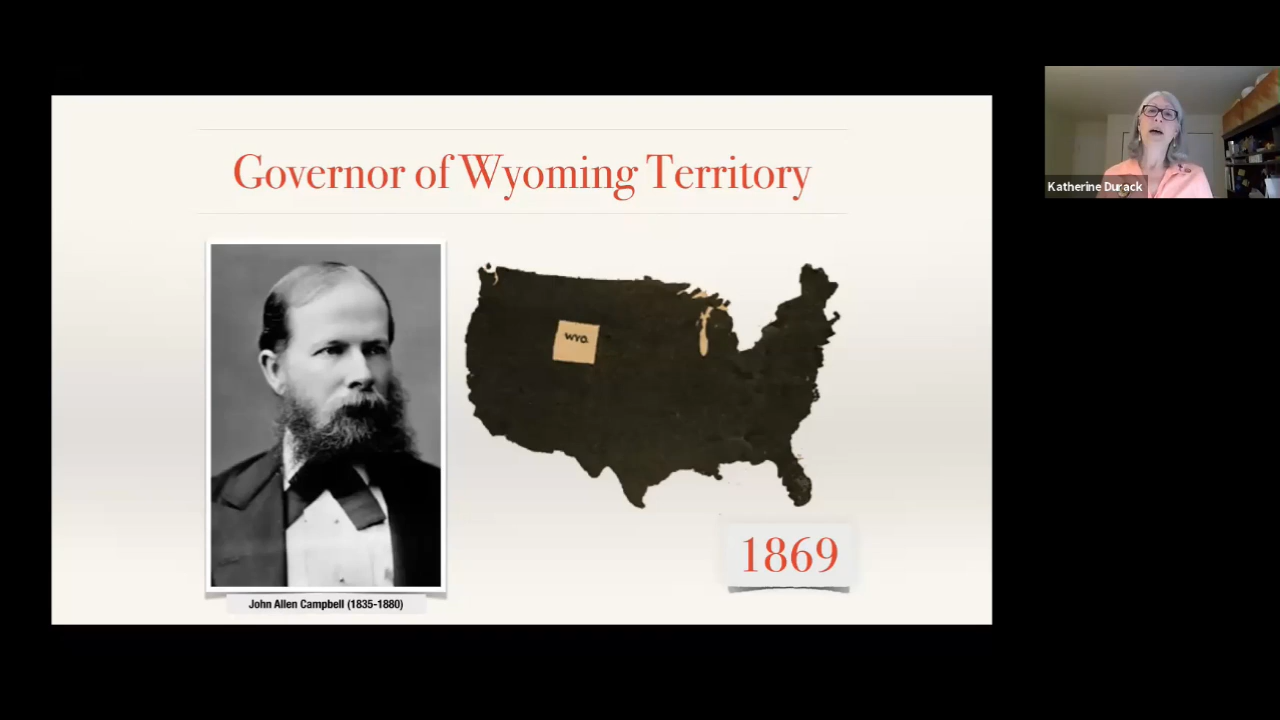 Governor of Wyoming Territory
WYO.
1869
John Allen Campbell (1835-1880)
Katherine Durack